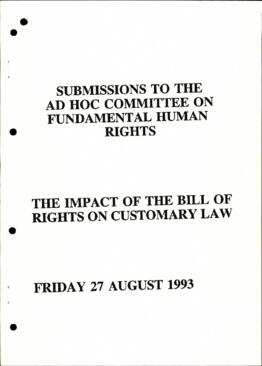 SUBMISSIONS TO THE
AD HOC COMMITTEE ON
FUNDAMENTAL HUMAN
RIGHTS
THE IMPACT OF THE BILL OF
RIGHTS ON CUSTOMARY LAW
FRIDAY 27 AUGUST 1993